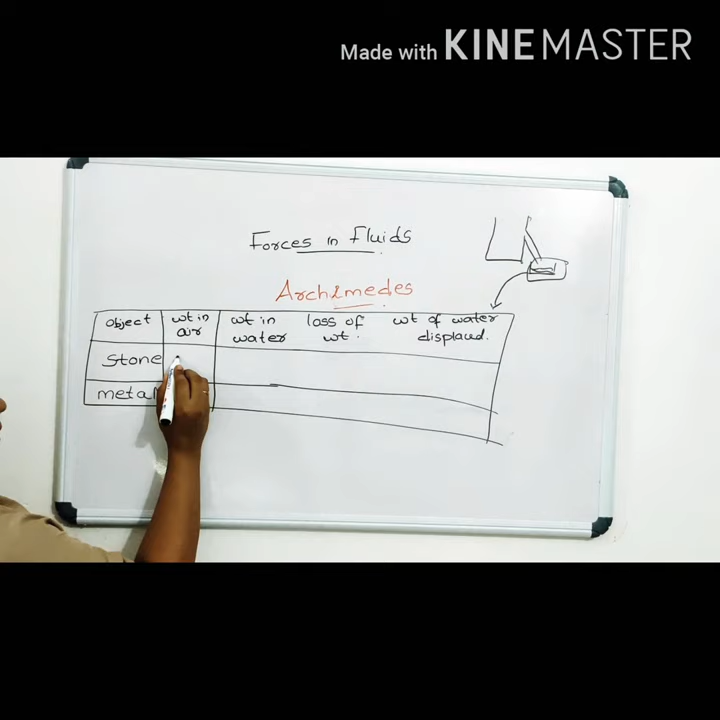 Made with KINEMASTER
Forces in fluids
Archimedes
object wt in air wt in water loss of wt. wt of water displaced.
Stone
metal